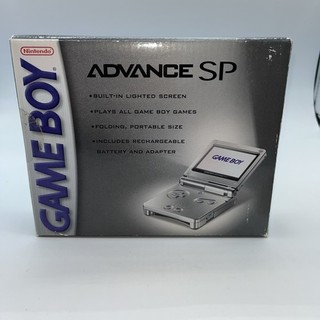 Nintendo
GAME BOY
ADVANCE SP
• BUILT-IN LIGHTED SCREEN
• PLAYS ALL GAME BOY GAMES
• FOLDING, PORTABLE SIZE
• INCLUDES RECHARGEABLE
BATTERY AND ADAPTER
GAME BOY